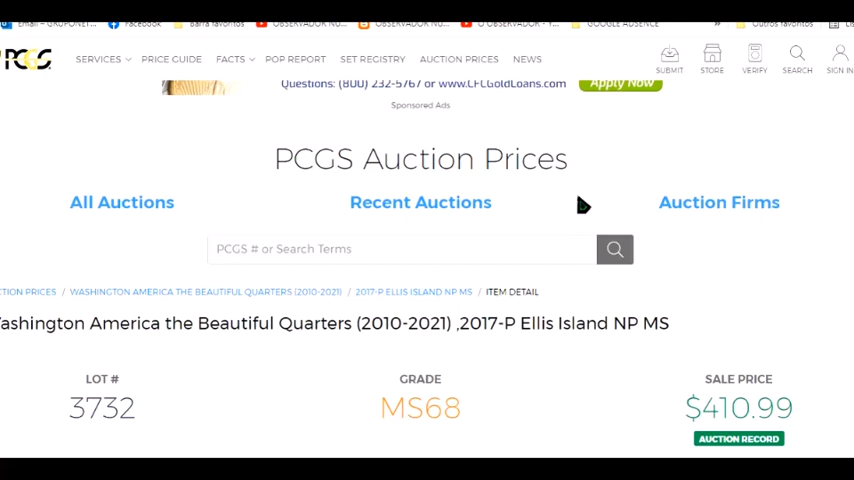 Email – GRUPONET... Facebook Barra favoritos OBSERVADOR NU... OBSERVADOR NU... O OBSERVADOR - Y... GOOGLE ADSENCE » Outros favoritos
PCGS SERVICES PRICE GUIDE FACTS POP REPORT SET REGISTRY AUCTION PRICES NEWS SUBMIT STORE VERIFY SEARCH SIGN IN
Questions: (800) 232-5767 or www.CFCGoldLoans.com Apply Now
Sponsored Ads
PCGS Auction Prices
All Auctions Recent Auctions Auction Firms
PCGS # or Search Terms
CTION PRICES / WASHINGTON AMERICA THE BEAUTIFUL QUARTERS (2010-2021) / 2017-P ELLIS ISLAND NP MS / ITEM DETAIL
ashington America the Beautiful Quarters (2010-2021) ,2017-P Ellis Island NP MS
LOT # GRADE SALE PRICE
3732 MS68 $410.99
AUCTION RECORD